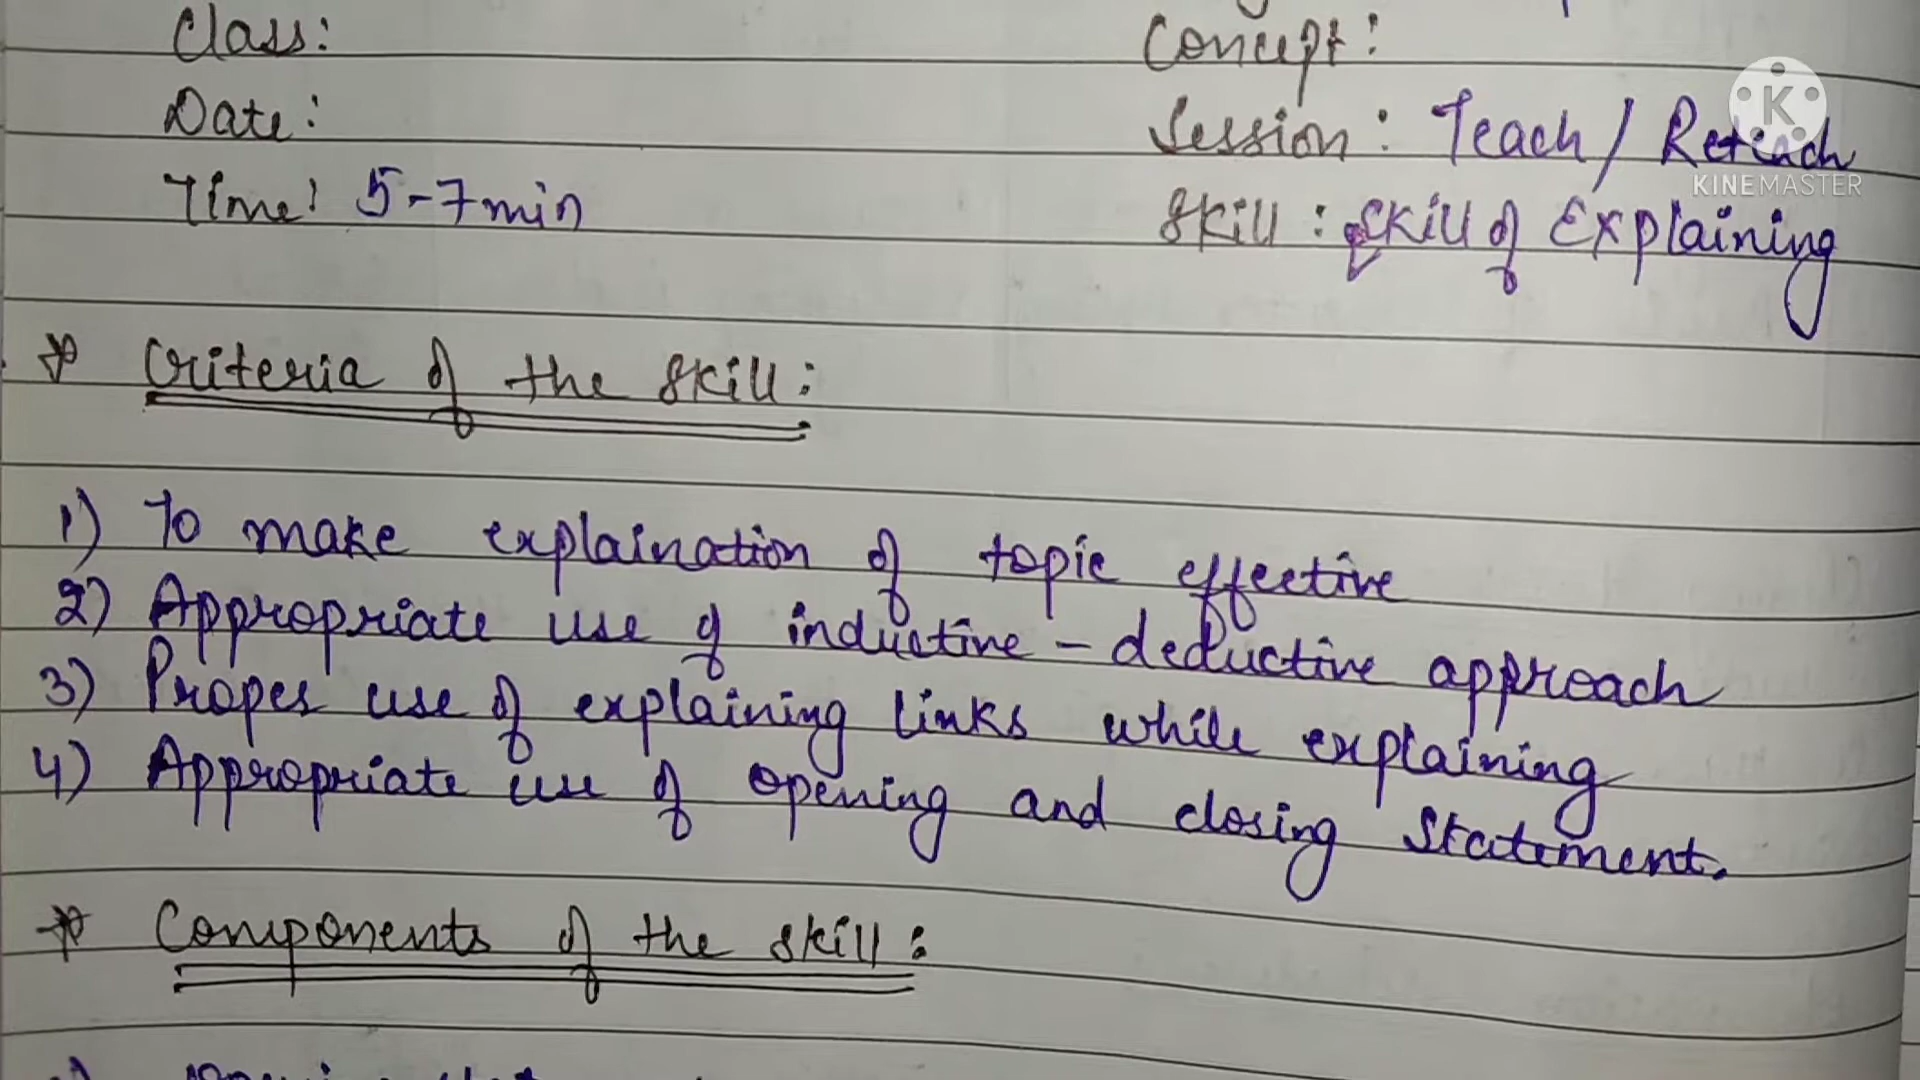 Class:
Concept:
Date:
Session: Teach / Reteach
KINEMASTER
Time: 5-7min
Skill: Skill of Explaining
Criteria of the skill:
1) To make explaination of topic effective
2) Appropriate use of inductive - deductive approach
3) Proper use of explaining links while explaining
4) Appropriate use of opening and closing statement.
Components of the skill: